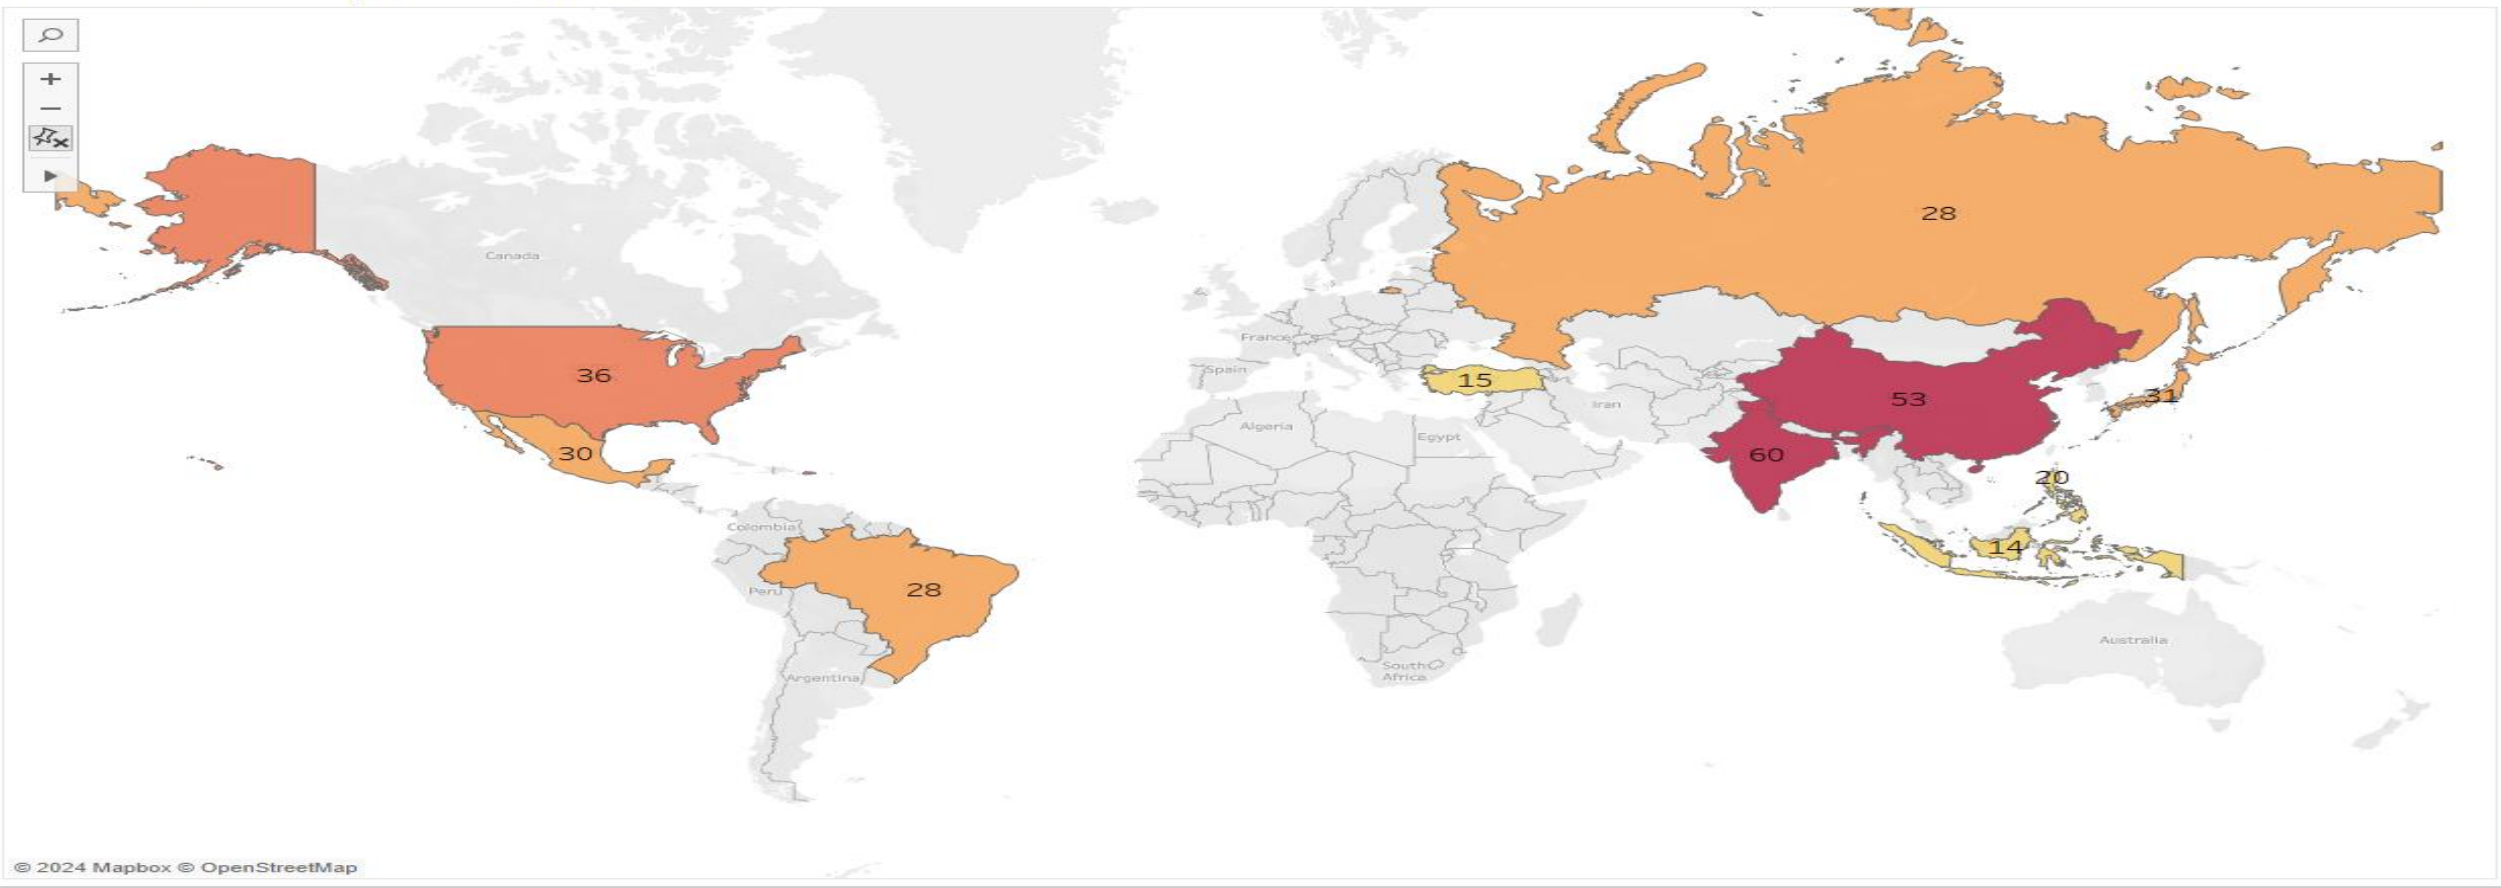 28
Canada
France
36
Spain
15
31
53
Iran
Algeria
Egypt
30
60
20
Colombia
14
28
Peru
Australia
South
Africa
Argentina
© 2024 Mapbox © OpenStreetMap